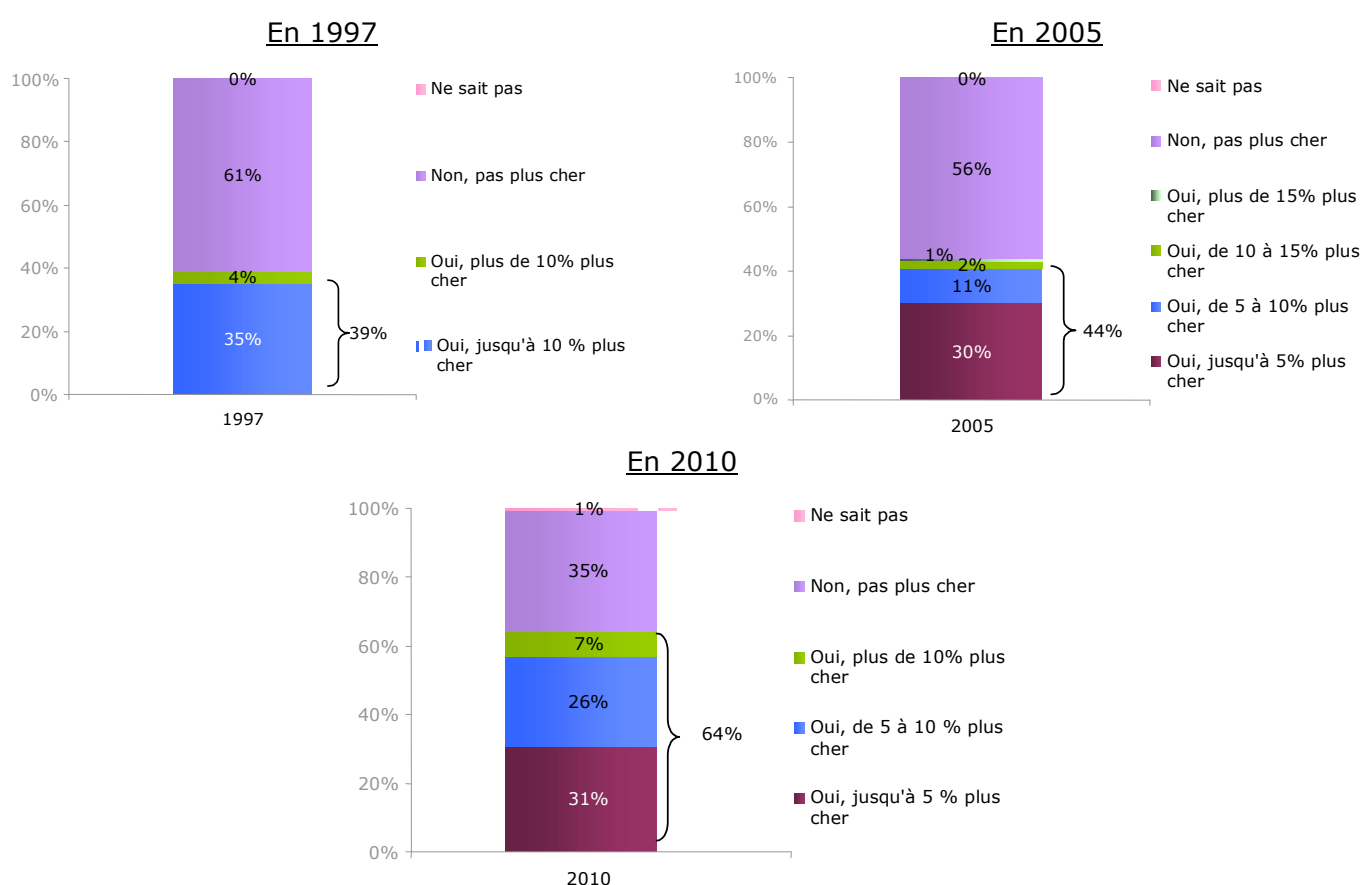 En 1997
100%
80%
60%
40%
20%
0%
0%
61%
4%
35%
39%
1997
Ne sait pas
Non, pas plus cher
Oui, plus de 10% plus
cher
Oui, jusqu'à 10 % plus
cher
En 2005
100%
80%
60%
40%
20%
0%
0%
56%
1%
2%
11%
30%
44%
2005
Ne sait pas
Non, pas plus cher
Oui, plus de 15% plus
cher
Oui, de 10 à 15% plus
cher
Oui, de 5 à 10% plus
cher
Oui, jusqu'à 5% plus
cher
En 2010
100%
80%
60%
40%
20%
0%
1%
35%
7%
26%
31%
64%
2010
Ne sait pas
Non, pas plus cher
Oui, plus de 10% plus
cher
Oui, de 5 à 10 % plus
cher
Oui, jusqu'à 5 % plus
cher